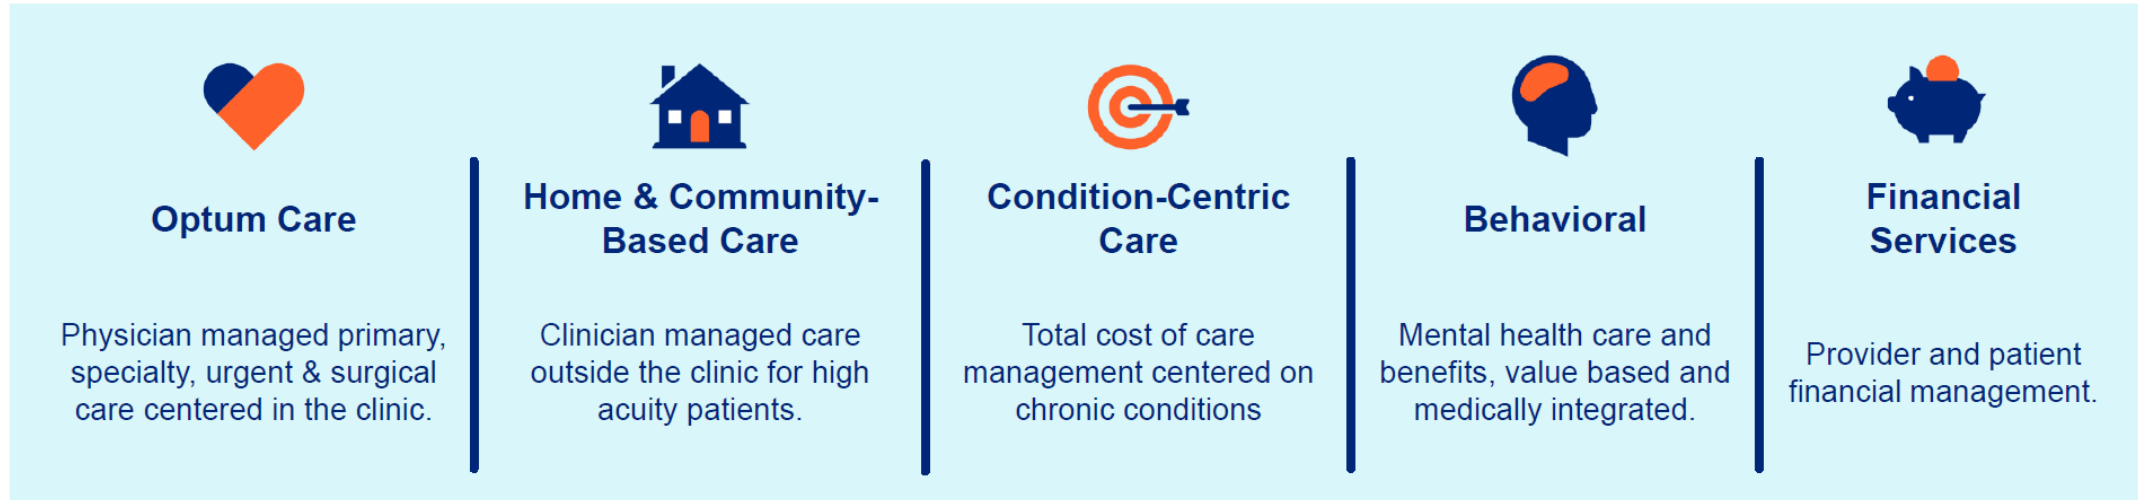 Optum Care
Physician managed primary,
specialty, urgent & surgical
care centered in the clinic.
Home & Community-
Based Care
Clinician managed care
outside the clinic for high
acuity patients.
Condition-Centric
Care
Total cost of care
management centered on
chronic conditions
Behavioral
Mental health care and
benefits, value based and
medically integrated.
Financial
Services
Provider and patient
financial management.